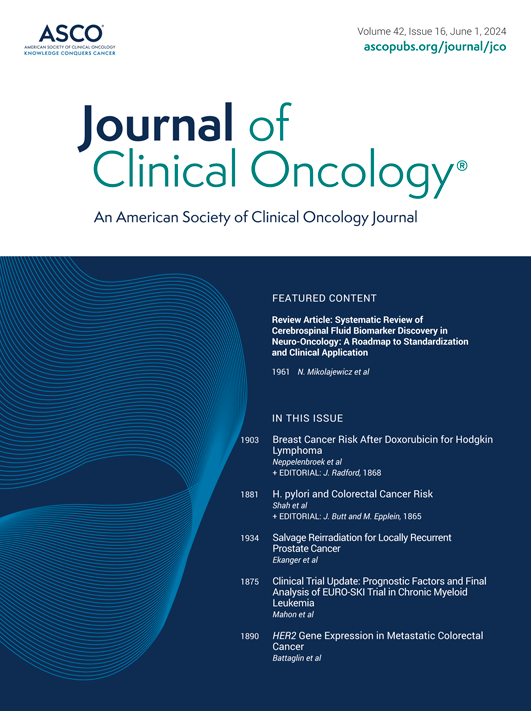 ASCO®
AMERICAN SOCIETY OF CLINICAL ONCOLOGY
KNOWLEDGE CONQUERS CANCER
Volume 42, Issue 16, June 1, 2024
ascopubs.org/journal/jco
Journal of
Clinical Oncology®
An American Society of Clinical Oncology Journal
FEATURED CONTENT
Review Article: Systematic Review of
Cerebrospinal Fluid Biomarker Discovery in
Neuro-Oncology: A Roadmap to Standardization
and Clinical Application
1961 N. Mikolajewicz et al
IN THIS ISSUE
1903 Breast Cancer Risk After Doxorubicin for Hodgkin
Lymphoma
Neppelenbroek et al
+ EDITORIAL: J. Radford, 1868
1881 H. pylori and Colorectal Cancer Risk
Shah et al
+ EDITORIAL: J. Butt and M. Epplein, 1865
1934 Salvage Reirradiation for Locally Recurrent
Prostate Cancer
Ekanger et al
1875 Clinical Trial Update: Prognostic Factors and Final
Analysis of EURO-SKI Trial in Chronic Myeloid
Leukemia
Mahon et al
1890 HER2 Gene Expression in Metastatic Colorectal
Cancer
Battaglin et al